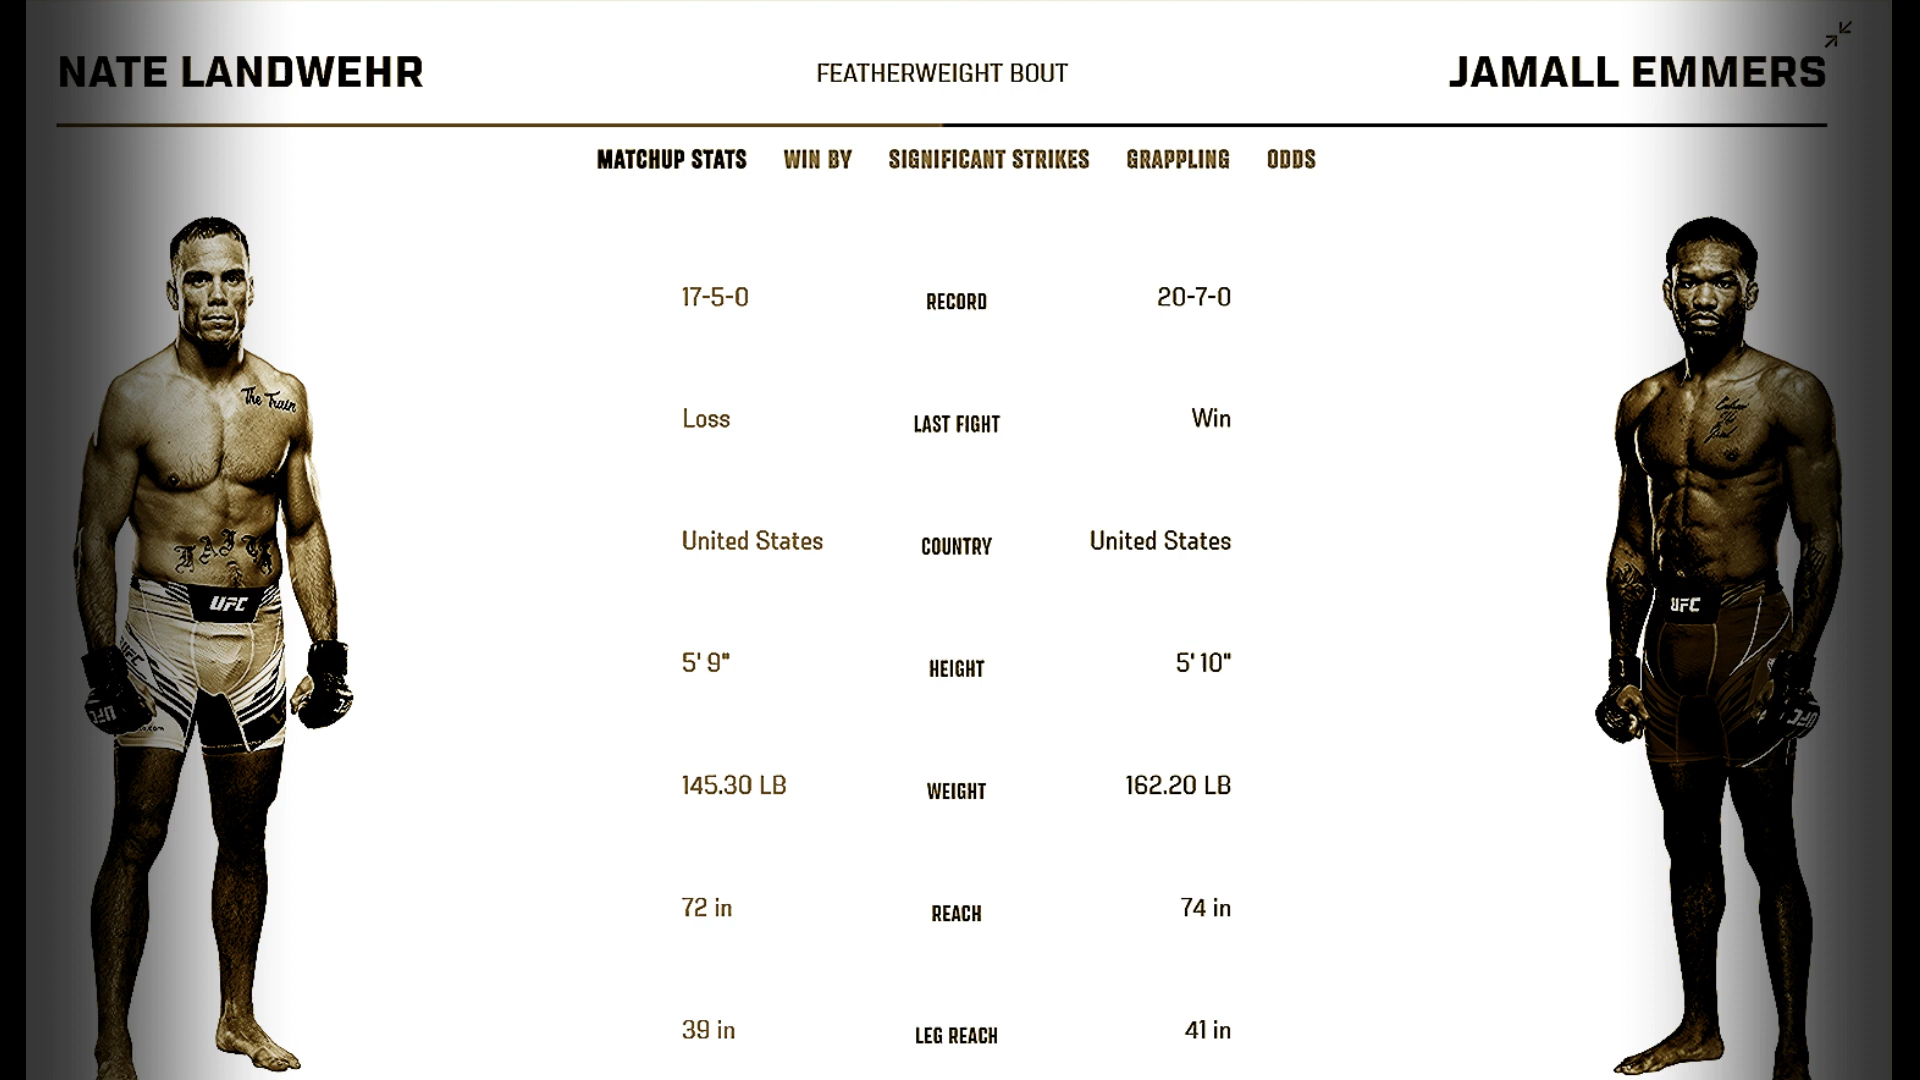 NATE LANDWEHR
FEATHERWEIGHT BOUT
JAMALL EMMERS
MATCHUP STATS WIN BY SIGNIFICANT STRIKES GRAPPLING ODDS
17-5-0 RECORD 20-7-0
Loss LAST FIGHT Win
United States COUNTRY United States
5' 9" HEIGHT 5' 10"
145.30 LB WEIGHT 162.20 LB
72 in REACH 74 in
39 in LEG REACH 41 in
The Train
UFC
UFC
UFC
UFC
UFC